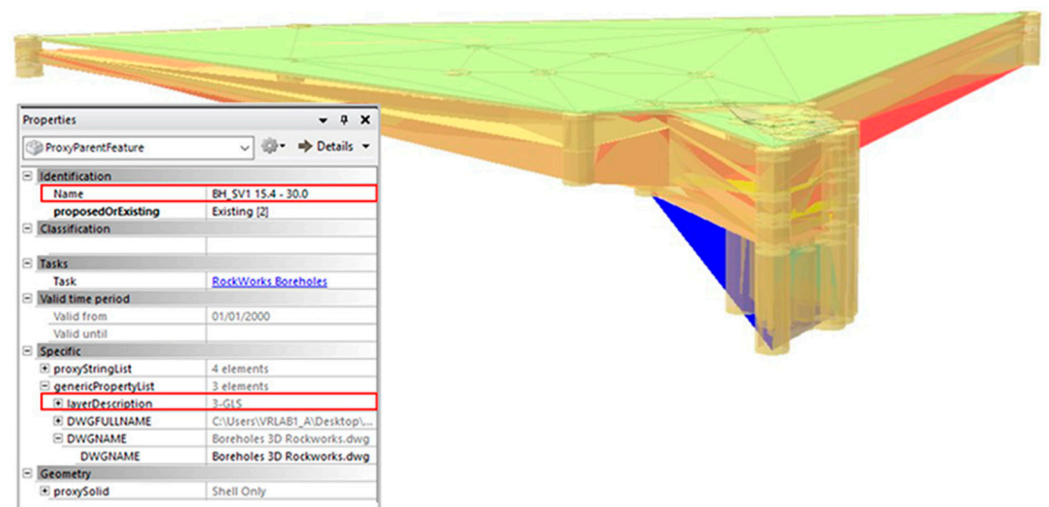 Properties
ProxyParentFeature Details
Identification
Name BH_SV1 15.4 - 30.0
proposedOrExisting Existing [2]
Classification
Tasks
Task RockWorks Boreholes
Valid time period
Valid from 01/01/2000
Valid until
Specific
proxyStringList 4 elements
genericPropertyList 3 elements
layerDescription 3-GLS
DWGFULLNAME C:\Users\VRLAB1_A\Desktop\...
DWGNAME Boreholes 3D Rockworks.dwg
DWGNAME Boreholes 3D Rockworks.dwg
Geometry
proxySolid Shell Only